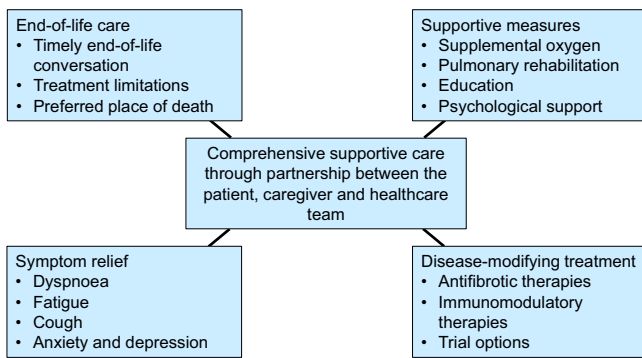 End-of-life care
• Timely end-of-life
conversation
• Treatment limitations
• Preferred place of death
Supportive measures
• Supplemental oxygen
• Pulmonary rehabilitation
• Education
• Psychological support
Comprehensive supportive care
through partnership between the
patient, caregiver and healthcare
team
Symptom relief
• Dyspnoea
• Fatigue
• Cough
• Anxiety and depression
Disease-modifying treatment
• Antifibrotic therapies
• Immunomodulatory
therapies
• Trial options